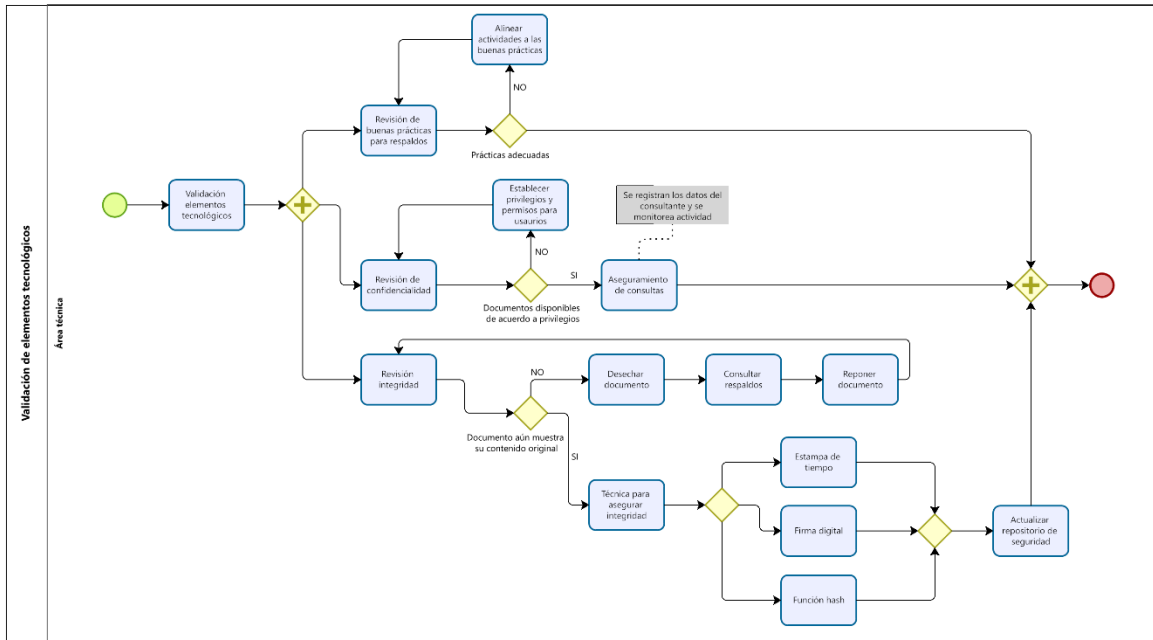 Validación de elementos tecnológicos
Área técnica
Validación
elementos
tecnológicos
Alinear
actividades a las
buenas prácticas
NO
Revisión de
buenas prácticas
para respaldos
Prácticas adecuadas
Establecer
privilegios y
permisos para
usaurios
NO
Se registran los datos del
consultante y se
monitorea actividad
Revisión de
confidencialidad
SI
Documentos disponibles
de acuerdo a privilegios
Aseguramiento
de consultas
Revisión
integridad
NO
Documento aún muestra
su contenido original
SI
Desechar
documento
Consultar
respaldos
Reponer
documento
Técnica para
asegurar
integridad
Estampa de
tiempo
Firma digital
Función hash
Actualizar
repositorio de
seguridad